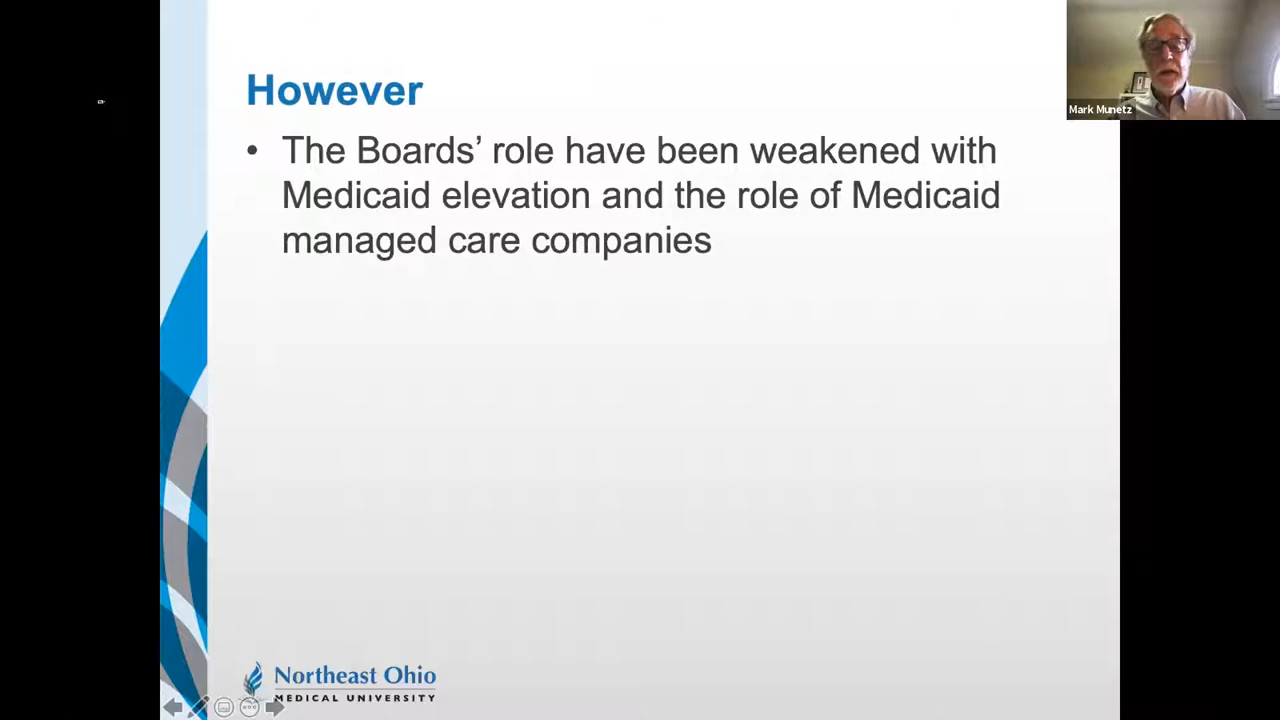 However
• The Boards’ role have been weakened with
Medicaid elevation and the role of Medicaid
managed care companies
Mark Munetz
Northeast Ohio
MEDICAL UNIVERSITY